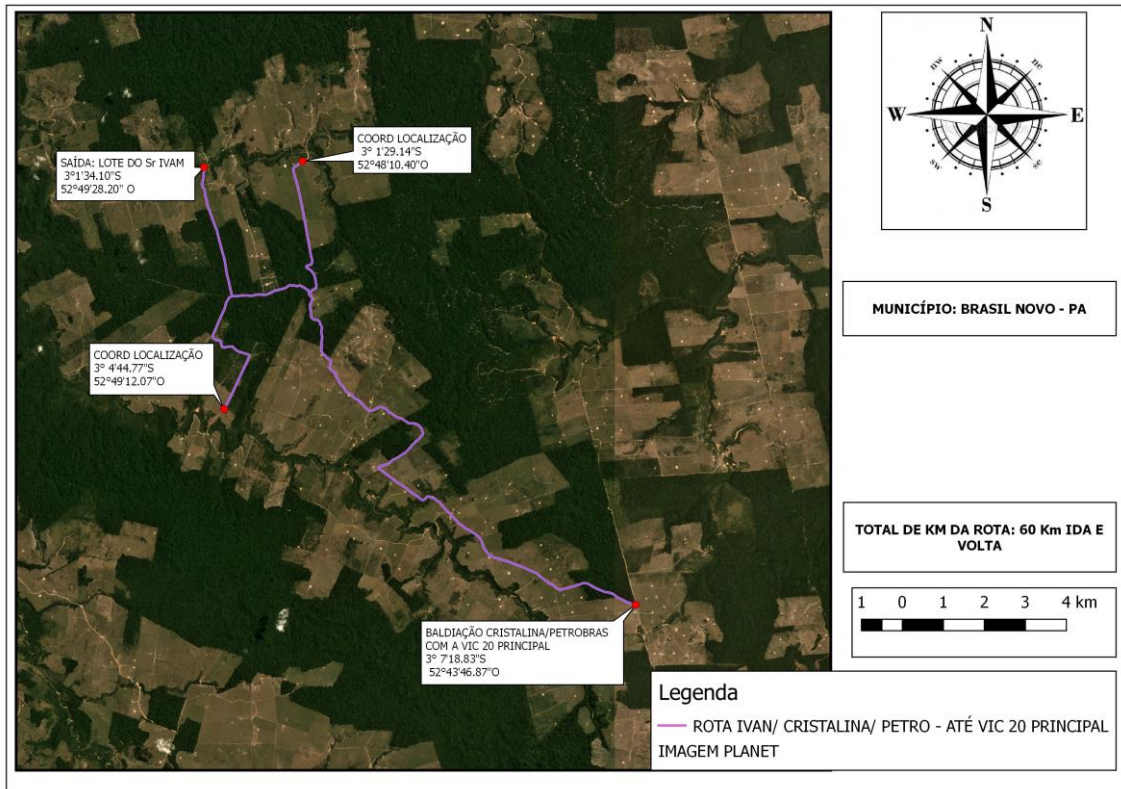 SAÍDA: LOTE DO Sr IVAM
3°1'34.10"S
52°49'28.20" O
COORD LOCALIZAÇÃO
3° 1'29.14"S
52°48'10.40"O
COORD LOCALIZAÇÃO
3° 4'44.77"S
52°49'12.07"O
BALDIAÇÃO CRISTALINA/PETROBRAS
COM A VIC 20 PRINCIPAL
3° 7'18.83"S
52°43'46.87"O
N
nw
ne
W
E
sw
se
S
MUNICÍPIO: BRASIL NOVO - PA
TOTAL DE KM DA ROTA: 60 Km IDA E
VOLTA
1 0 1 2 3 4 km
Legenda
ROTA IVAN/ CRISTALINA/ PETRO - ATÉ VIC 20 PRINCIPAL
IMAGEM PLANET